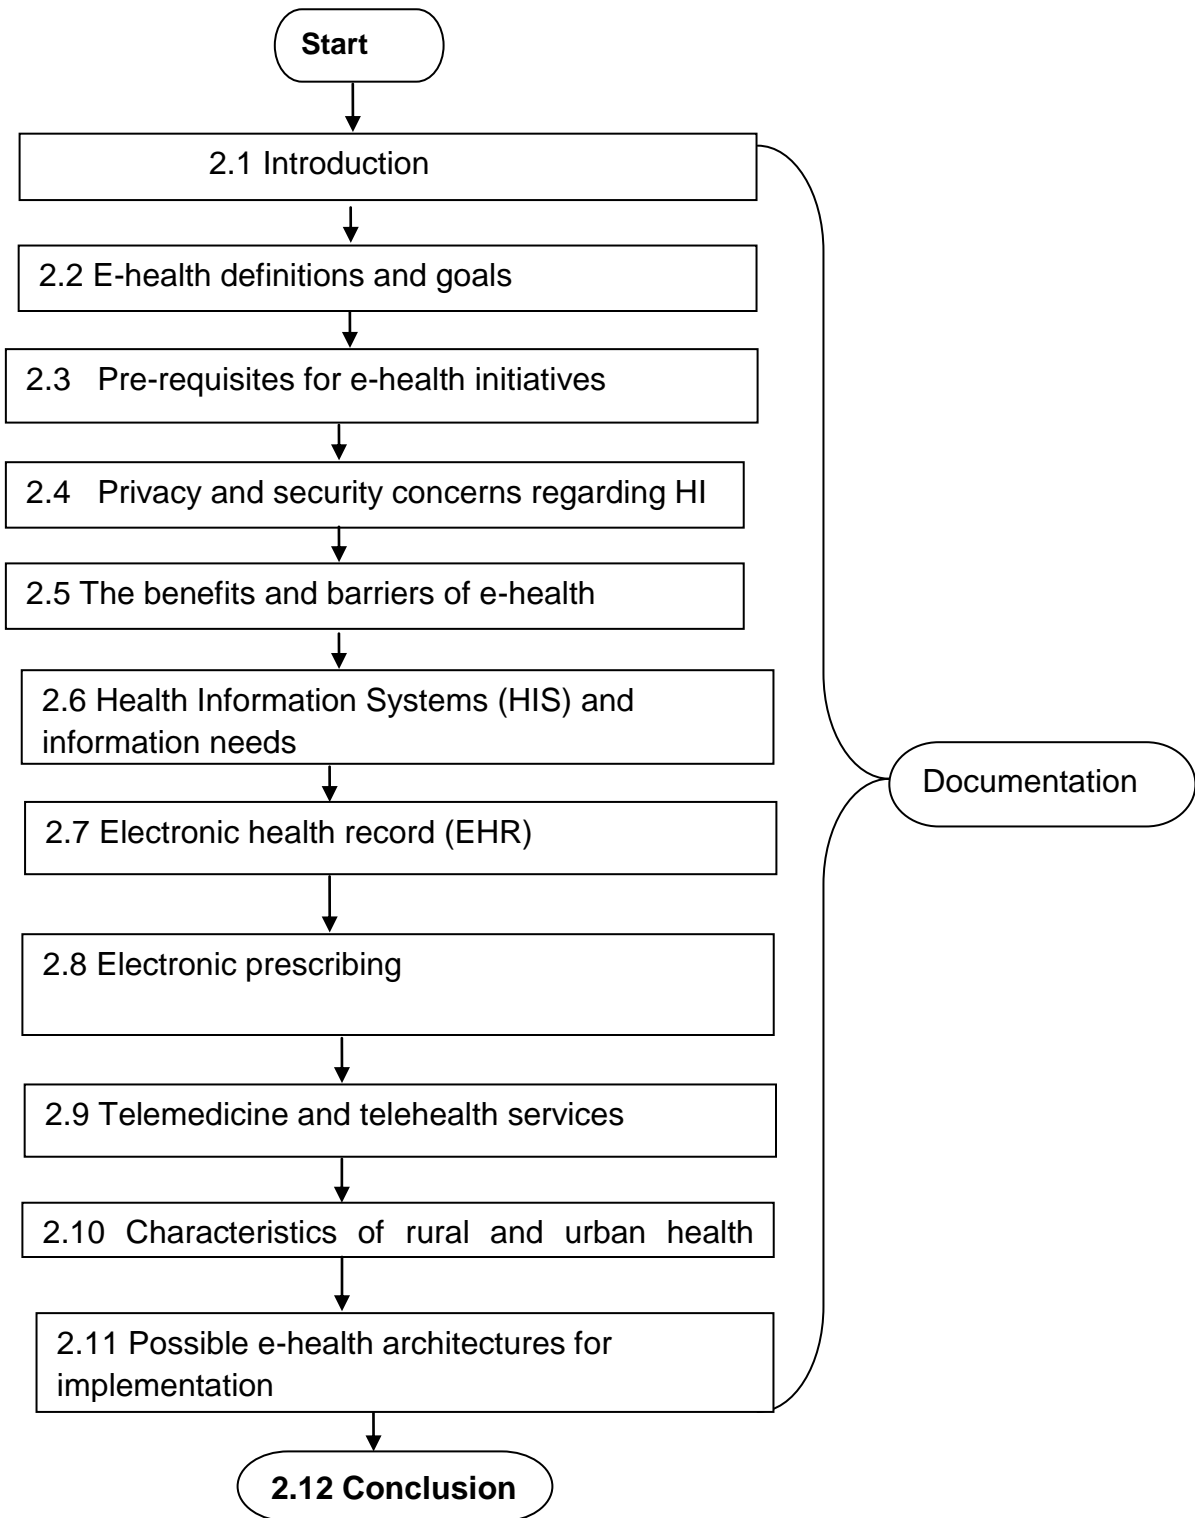 Start
2.1 Introduction
2.2 E-health definitions and goals
2.3 Pre-requisites for e-health initiatives
2.4 Privacy and security concerns regarding HI
2.5 The benefits and barriers of e-health
2.6 Health Information Systems (HIS) and
information needs
Documentation
2.7 Electronic health record (EHR)
2.8 Electronic prescribing
2.9 Telemedicine and telehealth services
2.10 Characteristics of rural and urban health
2.11 Possible e-health architectures for
implementation
2.12 Conclusion